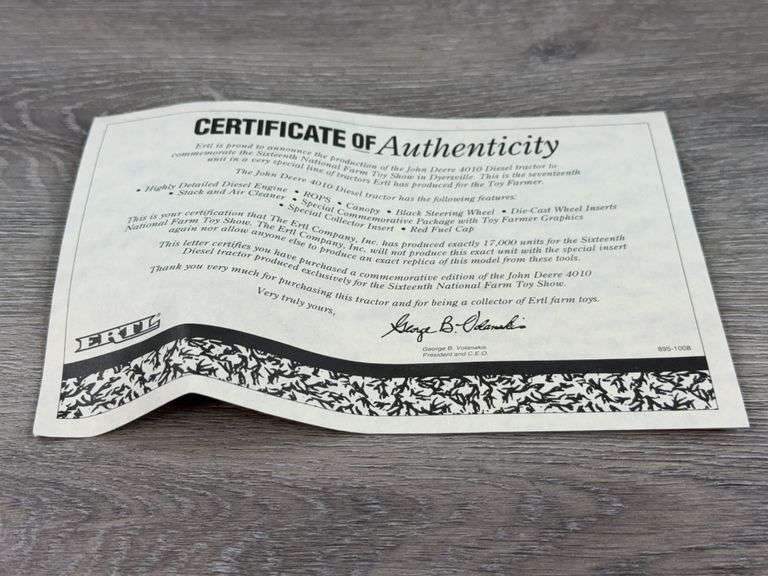 CERTIFICATE OF Authenticity
Ertl is proud to announce the production of the John Deere 4010 Diesel tractor to
commemorate the Sixteenth National Farm Toy Show in Dyersville. This is the seventeenth
unit in a very special line of tractors Ertl has produced for the Toy Farmer.
The John Deere 4010 Diesel tractor has the following features:
• Highly Detailed Diesel Engine • ROPS • Canopy • Black Steering Wheel • Die-Cast Wheel Inserts
• Stack and Air Cleaner • Special Commemorative Package with Toy Farmer Graphics
• Special Collector Insert • Red Fuel Cap
This is your certification that The Ertl Company, Inc. has produced exactly 17,000 units for the Sixteenth
National Farm Toy Show. The Ertl Company, Inc. will not produce this exact unit with the special insert
again nor allow anyone else to produce an exact replica of this model from these tools.
This letter certifies you have purchased a commemorative edition of the John Deere 4010
Diesel tractor produced exclusively for the Sixteenth National Farm Toy Show.
Thank you very much for purchasing this tractor and for being a collector of Ertl farm toys.
Very truly yours,
George B. Volanakis
George B. Volanakis
President and C.E.O.
ERTL
895-1008